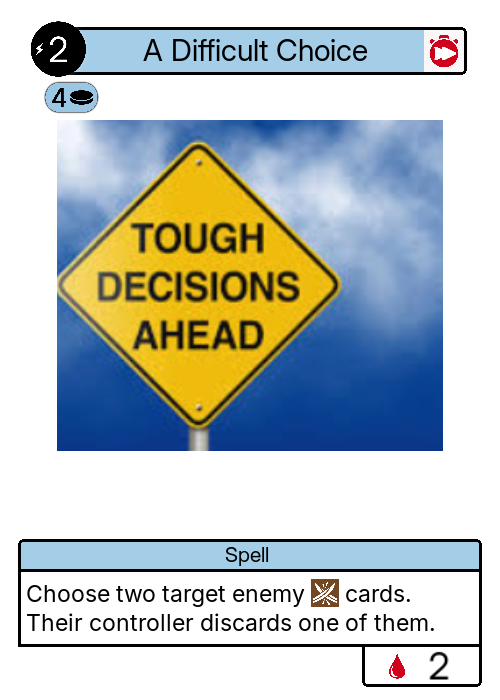 2
A Difficult Choice
4
TOUGH
DECISIONS
AHEAD
Spell
Choose two target enemy cards.
Their controller discards one of them.
2